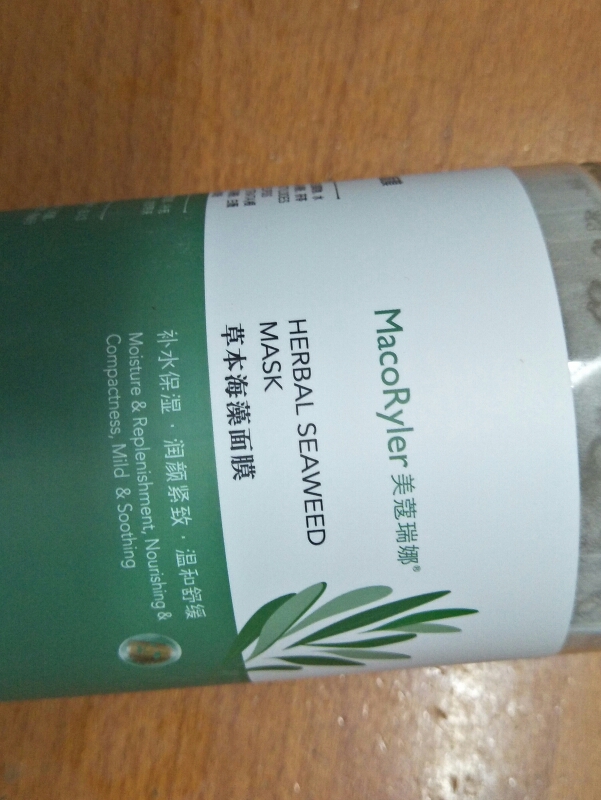 MacoRyler 美蔻瑞娜®
HERBAL SEAWEED
MASK
草本海藻面膜
补水保湿 · 润颜紧致 · 温和舒缓
Moisture & Replenishment, Nourishing &
Compactness, Mild & Soothing